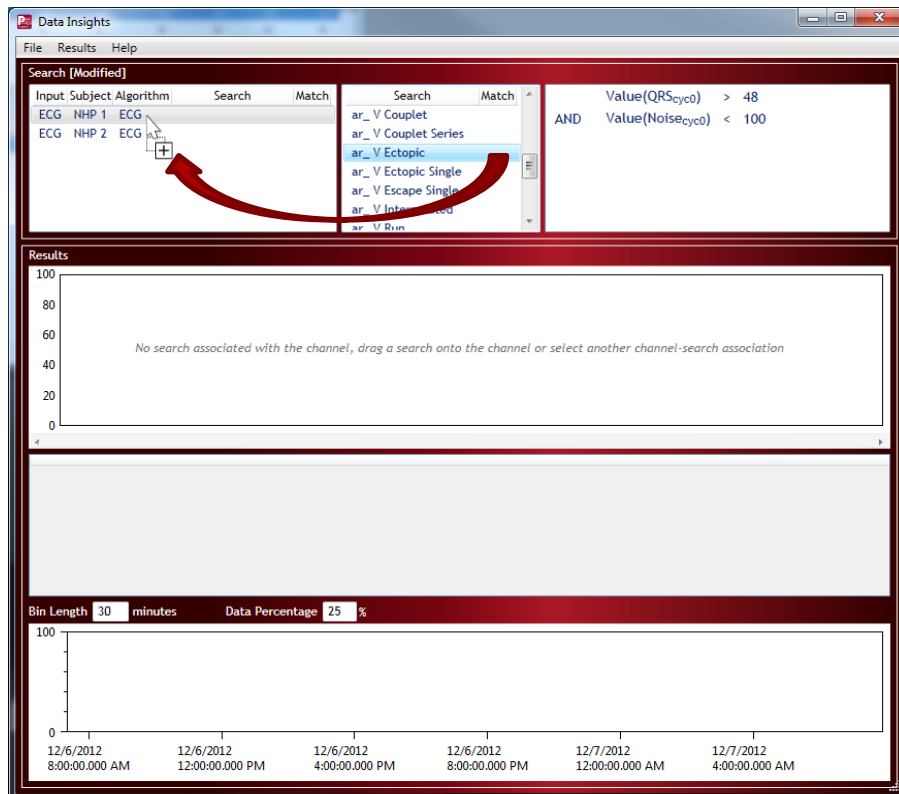 Data Insights
File Results Help
Search [Modified]
Input Subject Algorithm Search Match
ECG NHP 1 ECG
ECG NHP 2 ECG
Search Match
ar_ V Couplet
ar_ V Couplet Series
ar_ V Ectopic
ar_ V Ectopic Single
ar_ V Escape Single
ar_ V Interpolated
ar_ V Run
Value(QRScyc0) > 48
AND Value(Noisecyc0) < 100
Results
100
80
60
40
20
0
No search associated with the channel, drag a search onto the channel or select another channel-search association
Bin Length 30 minutes Data Percentage 25 %
100
0
12/6/2012 12/6/2012 12/6/2012 12/6/2012 12/7/2012 12/7/2012
8:00:00.000 AM 12:00:00.000 PM 4:00:00.000 PM 8:00:00.000 PM 12:00:00.000 AM 4:00:00.000 AM